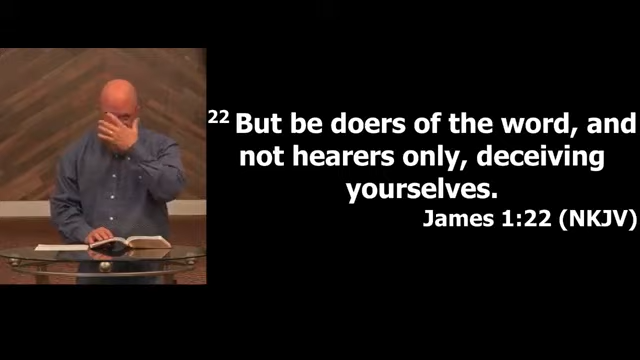 22 But be doers of the word, and
not hearers only, deceiving
yourselves.
James 1:22 (NKJV)